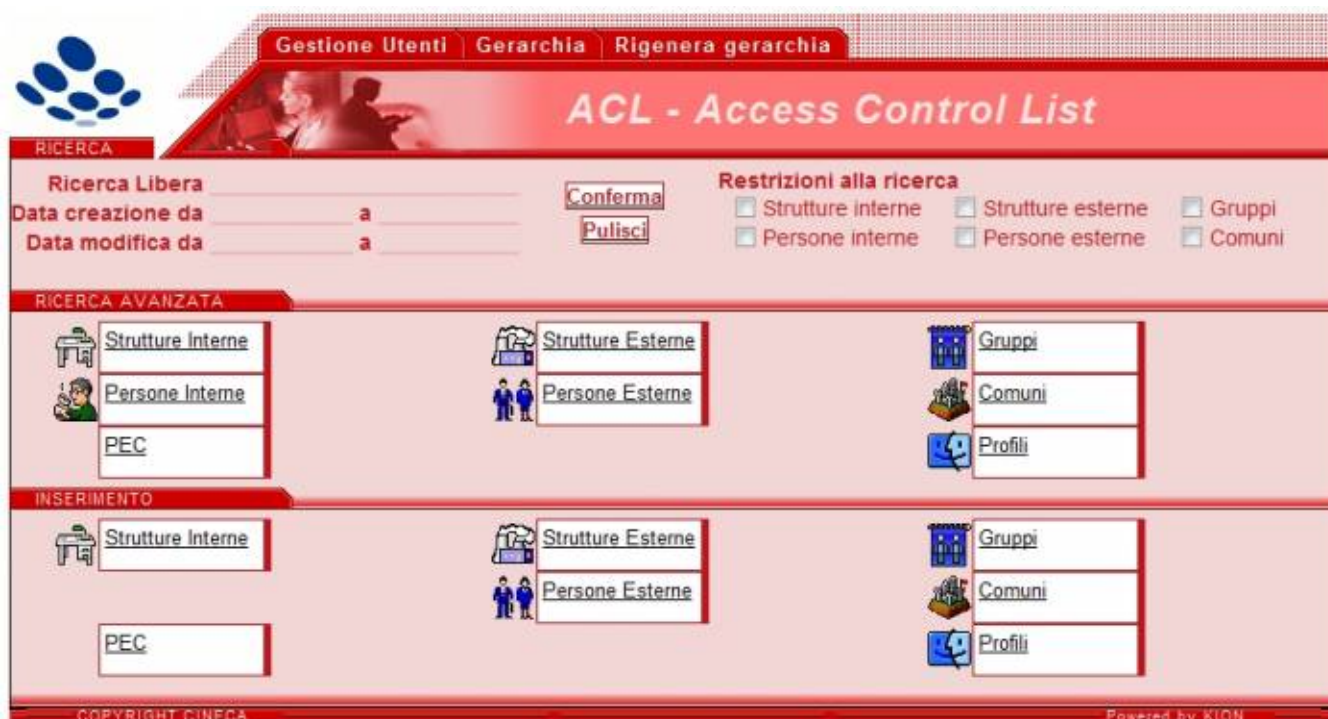 Gestione Utenti Gerarchia Rigenera gerarchia
ACL - Access Control List
RICERCA
Ricerca Libera
Data creazione da a
Data modifica da a
Conferma
Pulisci
Restrizioni alla ricerca
Strutture interne Strutture esterne Gruppi
Persone interne Persone esterne Comuni
RICERCA AVANZATA
Strutture Interne Strutture Esterne Gruppi
Persone Interne Persone Esterne Comuni
PEC Profili
INSERIMENTO
Strutture Interne Strutture Esterne Gruppi
Persone Esterne Comuni
PEC Profili
COPYRIGHT CINECA Powered by KION